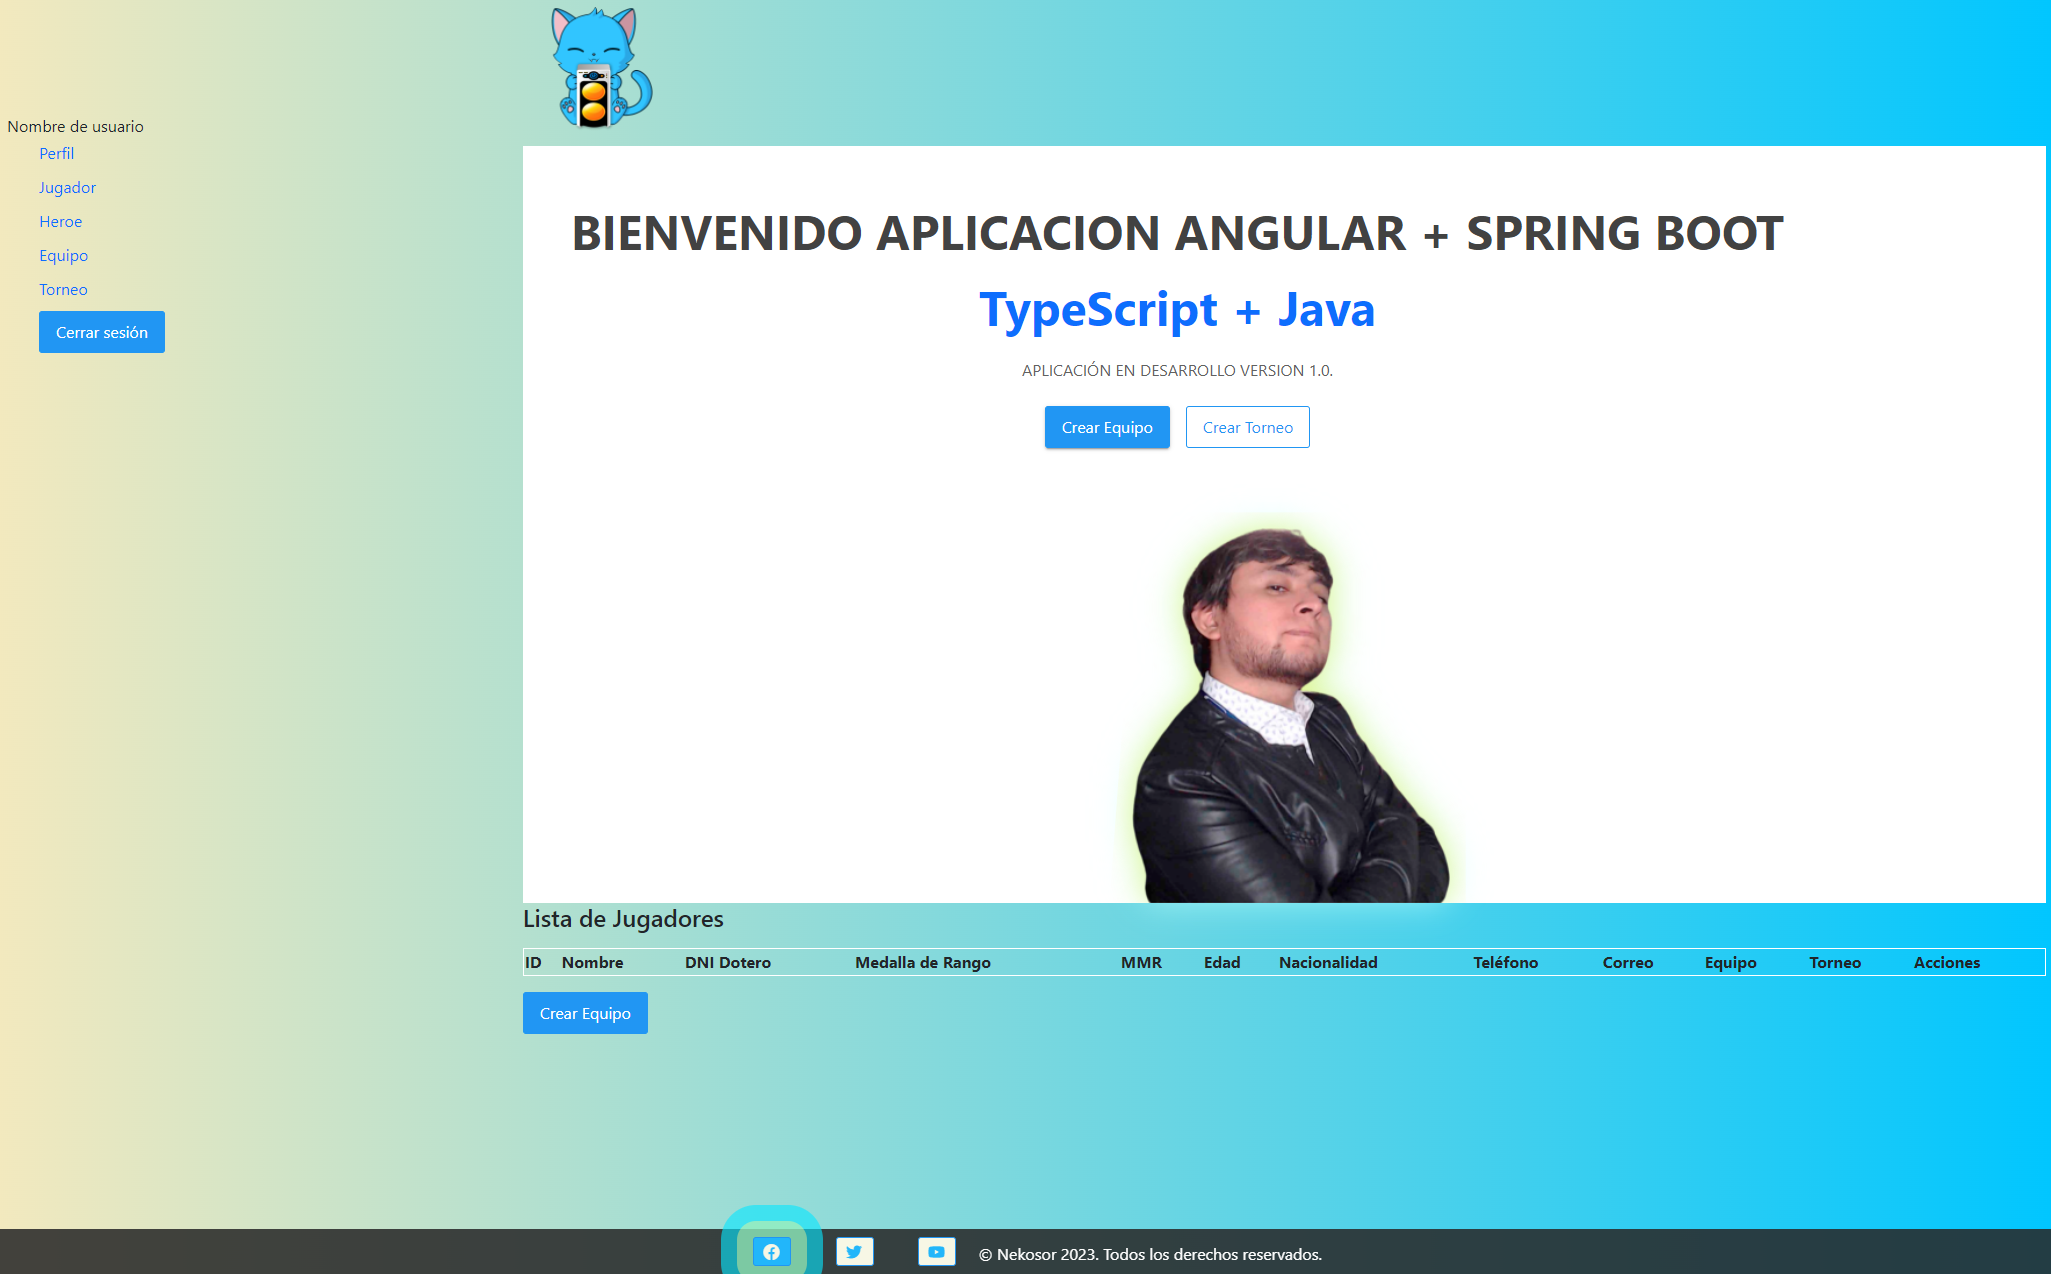 Nombre de usuario
Perfil
Jugador
Heroe
Equipo
Torneo
Cerrar sesión
BIENVENIDO APLICACION ANGULAR + SPRING BOOT
TypeScript + Java
APLICACIÓN EN DESARROLLO VERSION 1.0.
Crear Equipo Crear Torneo
Lista de Jugadores
ID Nombre DNI Dotero Medalla de Rango MMR Edad Nacionalidad Teléfono Correo Equipo Torneo Acciones
Crear Equipo
© Nekosor 2023. Todos los derechos reservados.